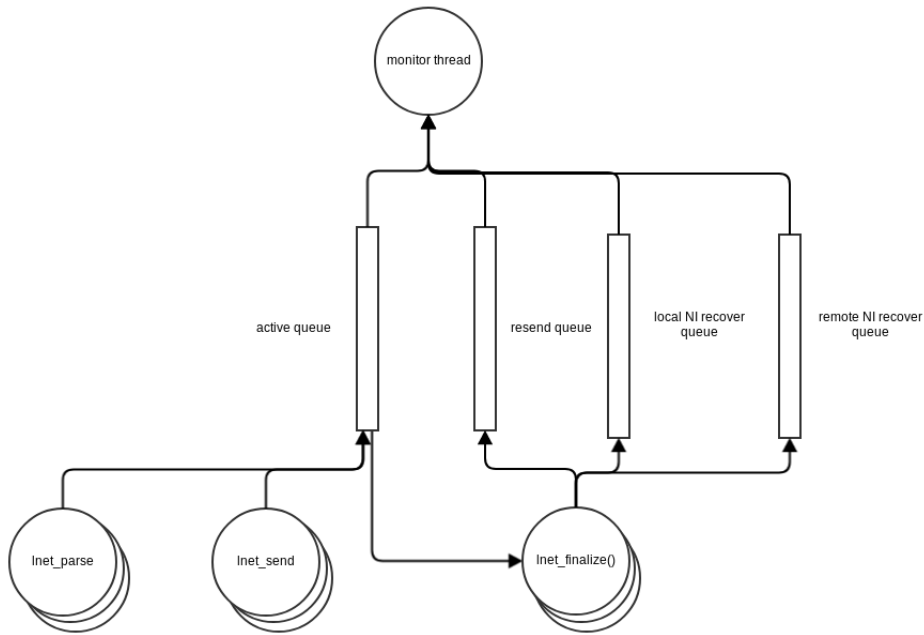 monitor thread
active queue
resend queue
local NI recover
queue
remote NI recover
queue
lnet_parse
lnet_send
lnet_finalize()